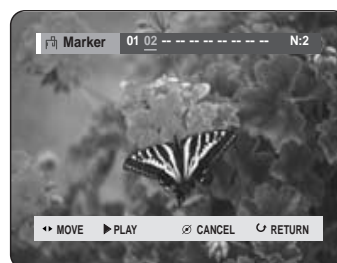 Marker 01 02 -- -- -- -- -- -- -- -- N:2
MOVE PLAY CANCEL RETURN